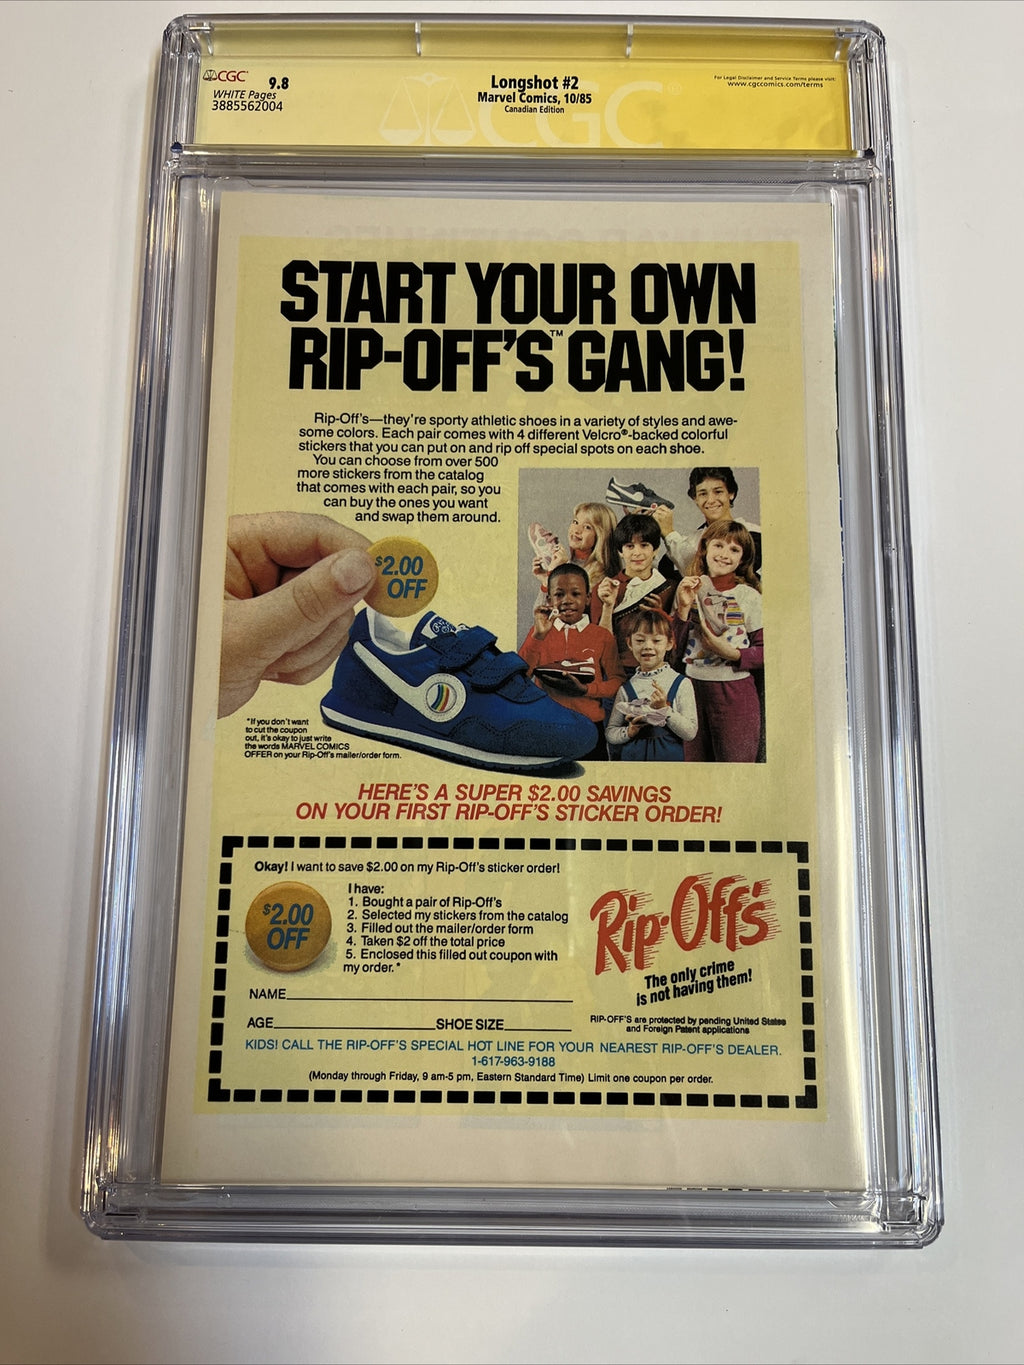 CGC 9.8
WHITE Pages
3885562004
Longshot #2
Marvel Comics, 10/85
Canadian Edition
For Legal Disclaimer and Service Terms please visit:
www.cgccomics.com/terms
CGC®
START YOUR OWN
RIP-OFF'S™ GANG!
Rip-Off's—they're sporty athletic shoes in a variety of styles and awe-
some colors. Each pair comes with 4 different Velcro®-backed colorful
stickers that you can put on and rip off special spots on each shoe.
You can choose from over 500
more stickers from the catalog
that comes with each pair, so you
can buy the ones you want
and swap them around.
$2.00
OFF
*If you don't want
to cut the coupon
out, it's okay to just write
the words MARVEL COMICS
OFFER on your Rip-Off's mailer/order form.
HERE'S A SUPER $2.00 SAVINGS
ON YOUR FIRST RIP-OFF'S STICKER ORDER!
Okay! I want to save $2.00 on my Rip-Off's sticker order!
$2.00
OFF
I have:
1. Bought a pair of Rip-Off's
2. Selected my stickers from the catalog
3. Filled out the mailer/order form
4. Taken $2 off the total price
5. Enclosed this filled out coupon with
my order.*
Rip-Off's
The only crime
is not having them!
NAME
AGE SHOE SIZE
RIP-OFF'S are protected by pending United States
and Foreign Patent applications
KIDS! CALL THE RIP-OFF'S SPECIAL HOT LINE FOR YOUR NEAREST RIP-OFF'S DEALER.
1-617-963-9188
(Monday through Friday, 9 am-5 pm, Eastern Standard Time) Limit one coupon per order.